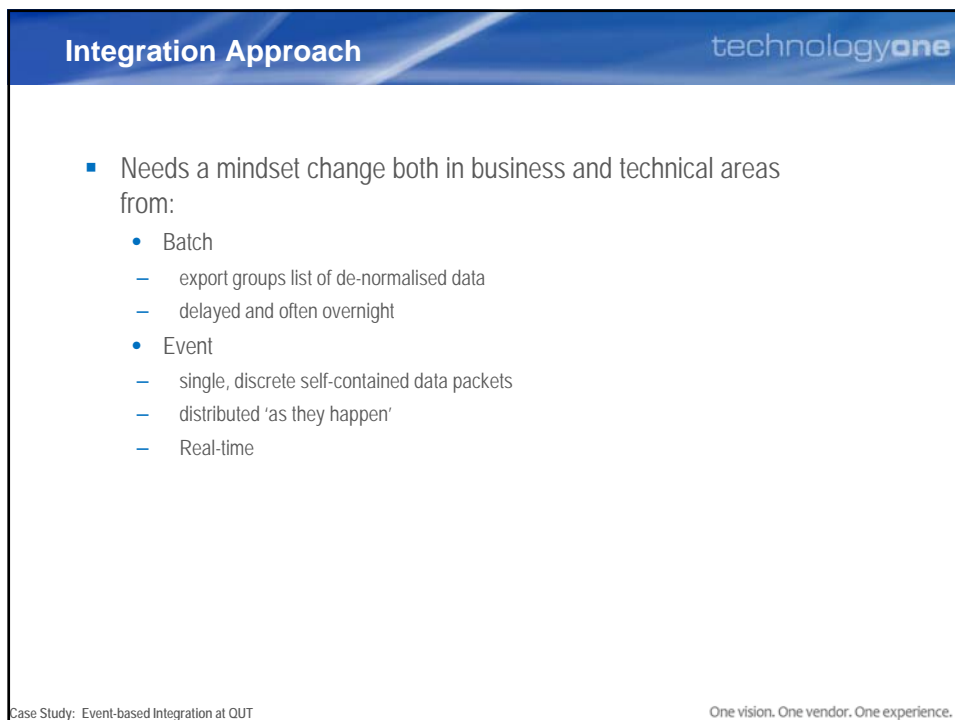 Integration Approach
technologyone
▪ Needs a mindset change both in business and technical areas
from:
• Batch
– export groups list of de-normalised data
– delayed and often overnight
• Event
– single, discrete self-contained data packets
– distributed ‘as they happen’
– Real-time
Case Study: Event-based Integration at QUT
One vision. One vendor. One experience.